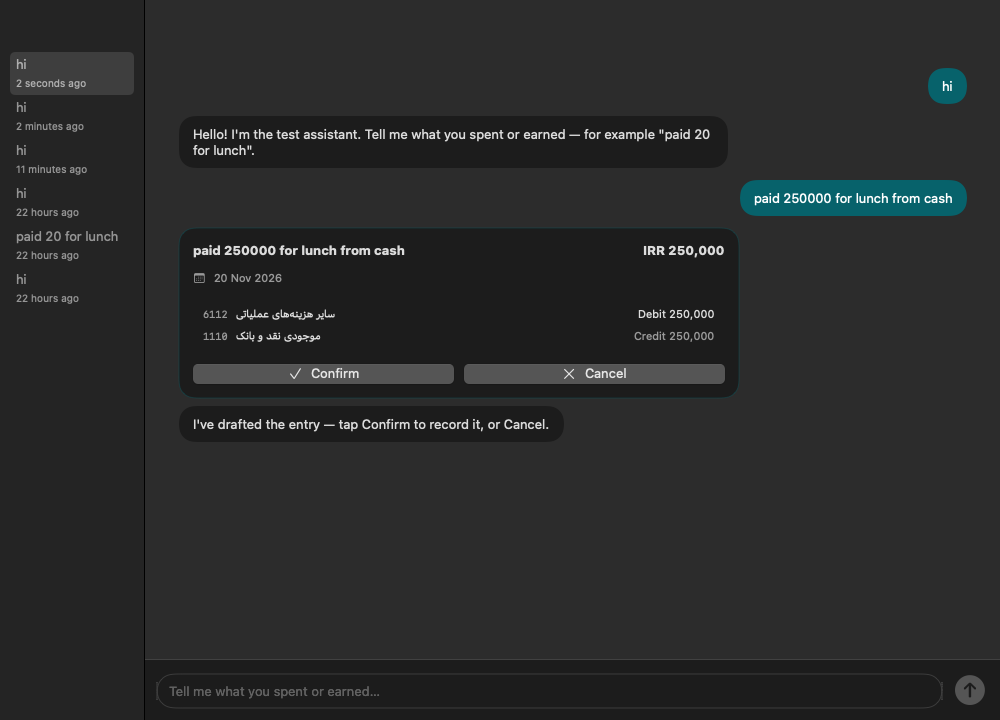 hi
2 seconds ago
hi
2 minutes ago
hi
11 minutes ago
hi
22 hours ago
paid 20 for lunch
22 hours ago
hi
22 hours ago
hi
Hello! I'm the test assistant. Tell me what you spent or earned — for example "paid 20
for lunch".
paid 250000 for lunch from cash
paid 250000 for lunch from cash IRR 250,000
20 Nov 2026
6112 سایر هزینه‌های عملیاتی Debit 250,000
1110 موجودی نقد و بانک Credit 250,000
Confirm Cancel
I've drafted the entry — tap Confirm to record it, or Cancel.
Tell me what you spent or earned...